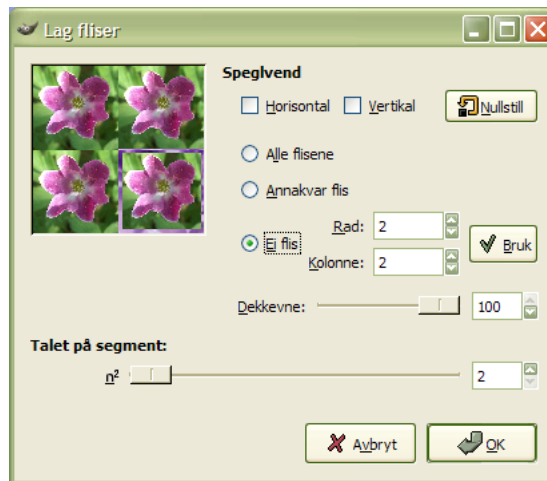 Lag fliser
Speglvend
Horisontal Vertikal Nullstill
Alle flisene
Annakvar flis
Rad: 2
Ei flis Bruk
Kolonne: 2
Dekkevne: 100
Talet på segment:
n² 2
Avbryt OK